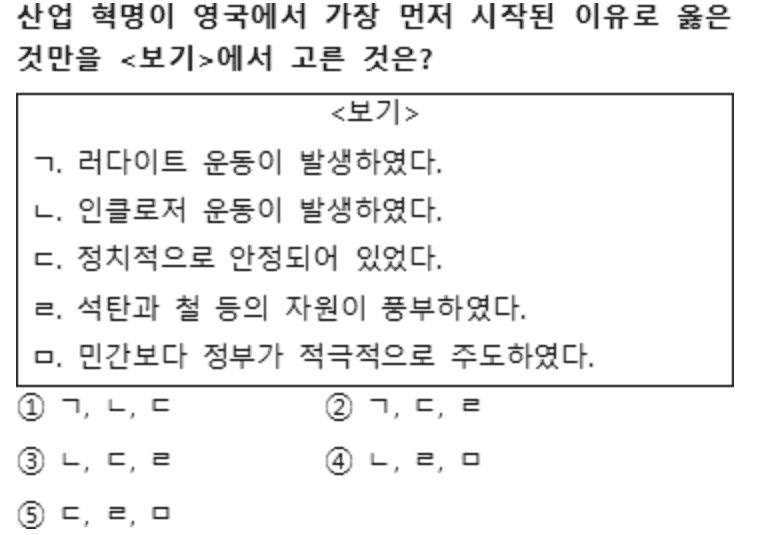 산업 혁명이 영국에서 가장 먼저 시작된 이유로 옳은
것만을 <보기>에서 고른 것은?
<보기>
ㄱ. 러다이트 운동이 발생하였다.
ㄴ. 인클로저 운동이 발생하였다.
ㄷ. 정치적으로 안정되어 있었다.
ㄹ. 석탄과 철 등의 자원이 풍부하였다.
ㅁ. 민간보다 정부가 적극적으로 주도하였다.
① ㄱ, ㄴ, ㄷ ② ㄱ, ㄷ, ㄹ
③ ㄴ, ㄷ, ㄹ ④ ㄴ, ㄹ, ㅁ
⑤ ㄷ, ㄹ, ㅁ